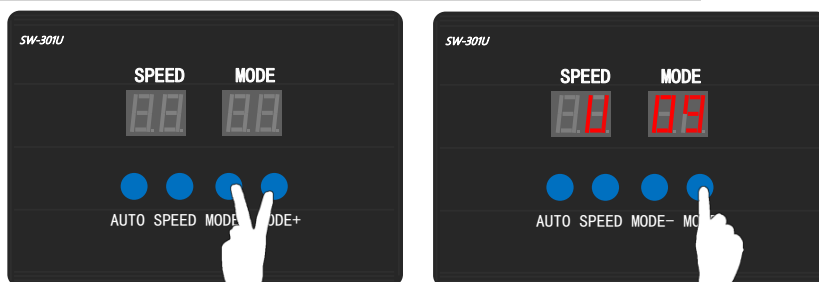 SW-301U
SPEED MODE
AUTO SPEED MODE ODE+
SW-301U
SPEED MODE
U 09
AUTO SPEED MODE- MO